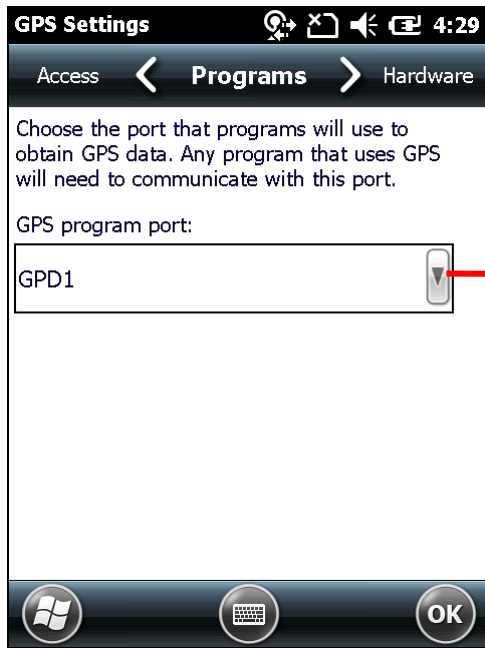 GPS Settings 4:29
Access Programs Hardware
Choose the port that programs will use to
obtain GPS data. Any program that uses GPS
will need to communicate with this port.
GPS program port:
GPD1
OK